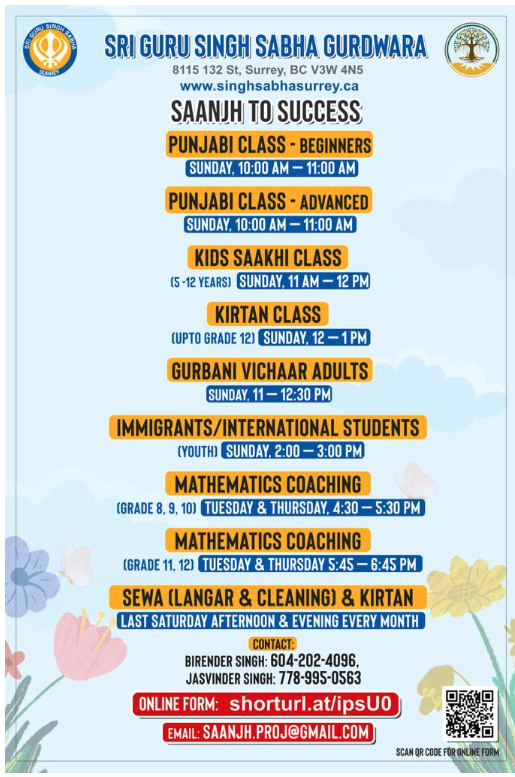 SRI GURU SINGH SABHA
SURREY
SRI GURU SINGH SABHA GURDWARA
8115 132 St, Surrey, BC V3W 4N5
www.singhsabhasurrey.ca
SAANJH TO SUCCESS
PUNJABI CLASS - BEGINNERS
SUNDAY, 10:00 AM — 11:00 AM
PUNJABI CLASS - ADVANCED
SUNDAY, 10:00 AM — 11:00 AM
KIDS SAAKHI CLASS
(5 -12 YEARS) SUNDAY, 11 AM — 12 PM
KIRTAN CLASS
(UPTO GRADE 12) SUNDAY, 12 — 1 PM
GURBANI VICHAAR ADULTS
SUNDAY, 11 — 12:30 PM
IMMIGRANTS/INTERNATIONAL STUDENTS
(YOUTH) SUNDAY, 2:00 — 3:00 PM
MATHEMATICS COACHING
(GRADE 8, 9, 10) TUESDAY & THURSDAY, 4:30 — 5:30 PM
MATHEMATICS COACHING
(GRADE 11, 12) TUESDAY & THURSDAY 5:45 — 6:45 PM
SEWA (LANGAR & CLEANING) & KIRTAN
LAST SATURDAY AFTERNOON & EVENING EVERY MONTH
CONTACT:
BIRENDER SINGH: 604-202-4096,
JASVINDER SINGH: 778-995-0563
ONLINE FORM: shorturl.at/ipsU0
EMAIL: SAANJH.PROJ@GMAIL.COM
SCAN QR CODE FOR ONLINE FORM